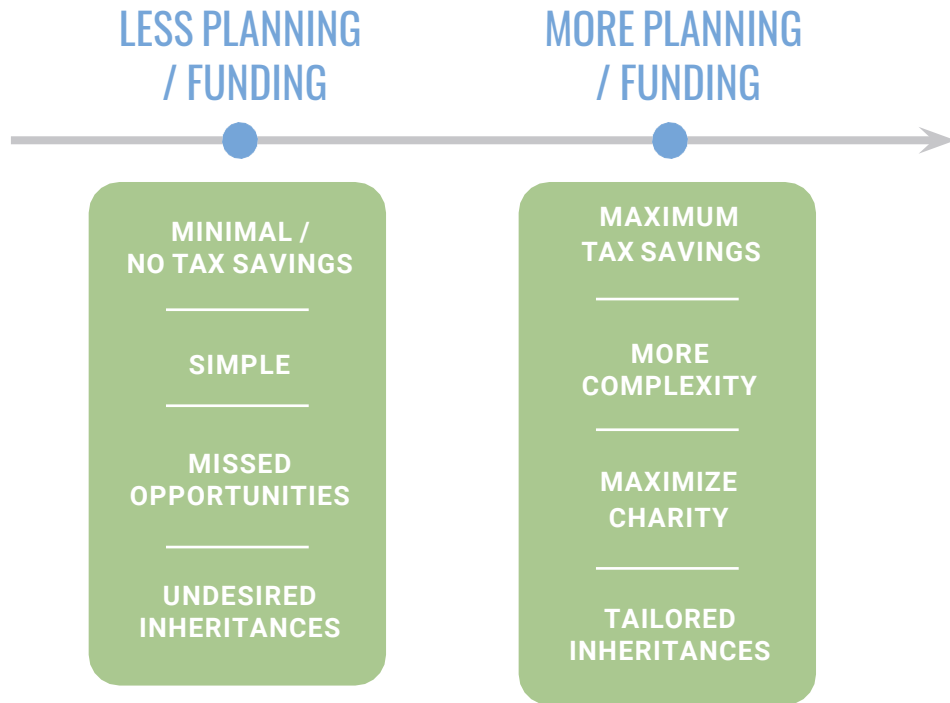 LESS PLANNING
/ FUNDING
MORE PLANNING
/ FUNDING
MINIMAL /
NO TAX SAVINGS
SIMPLE
MISSED
OPPORTUNITIES
UNDESIRED
INHERITANCES
MAXIMUM
TAX SAVINGS
MORE
COMPLEXITY
MAXIMIZE
CHARITY
TAILORED
INHERITANCES